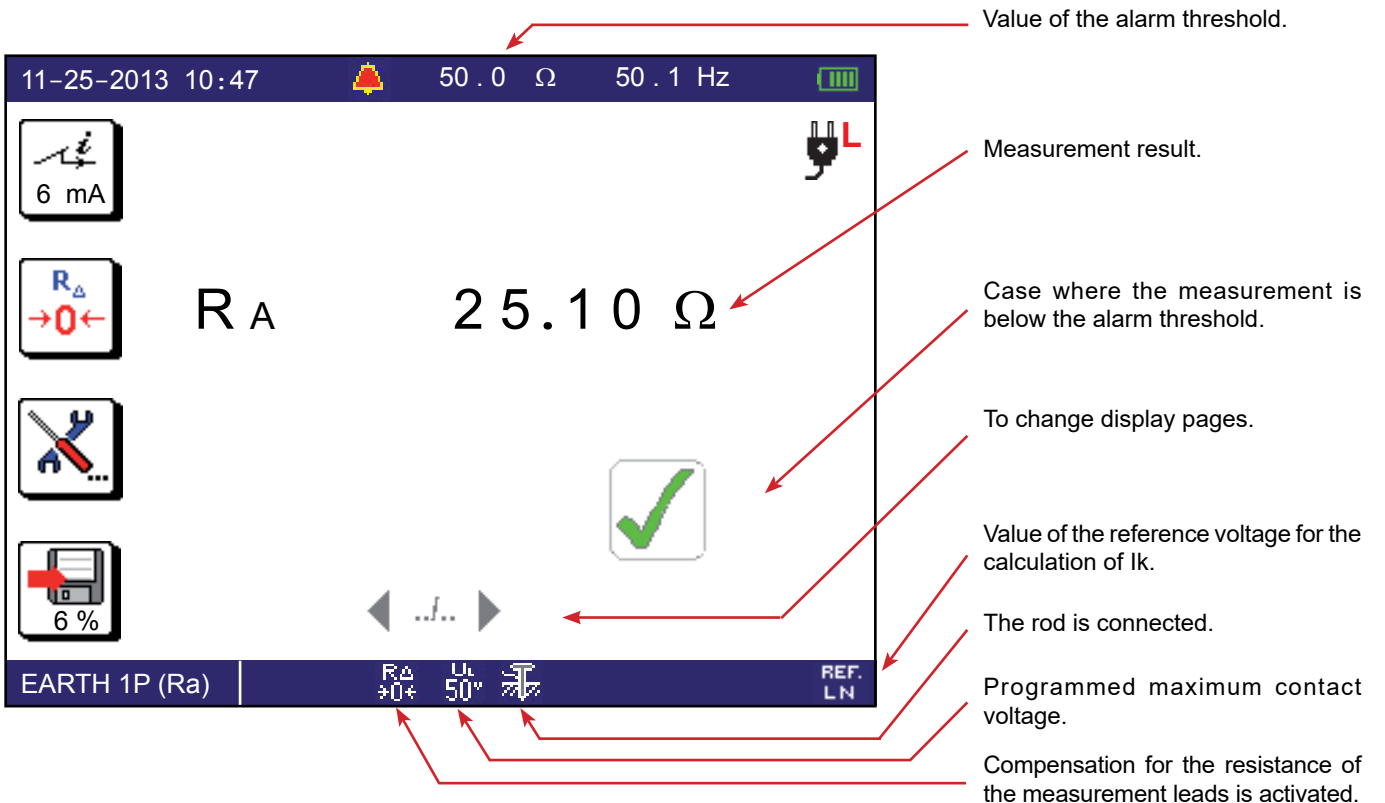 Value of the alarm threshold.
11-25-2013 10:47 50.0 Ω 50.1 Hz
L
i
6 mA
Measurement result.
RΔ
→0←
RA 25.10 Ω
Case where the measurement is
below the alarm threshold.
To change display pages.
...
Value of the reference voltage for the
calculation of Ik.
6 %
../..
The rod is connected.
EARTH 1P (Ra)
RΔ
→0←
UL
50V
REF.
LN
Programmed maximum contact
voltage.
Compensation for the resistance of
the measurement leads is activated.